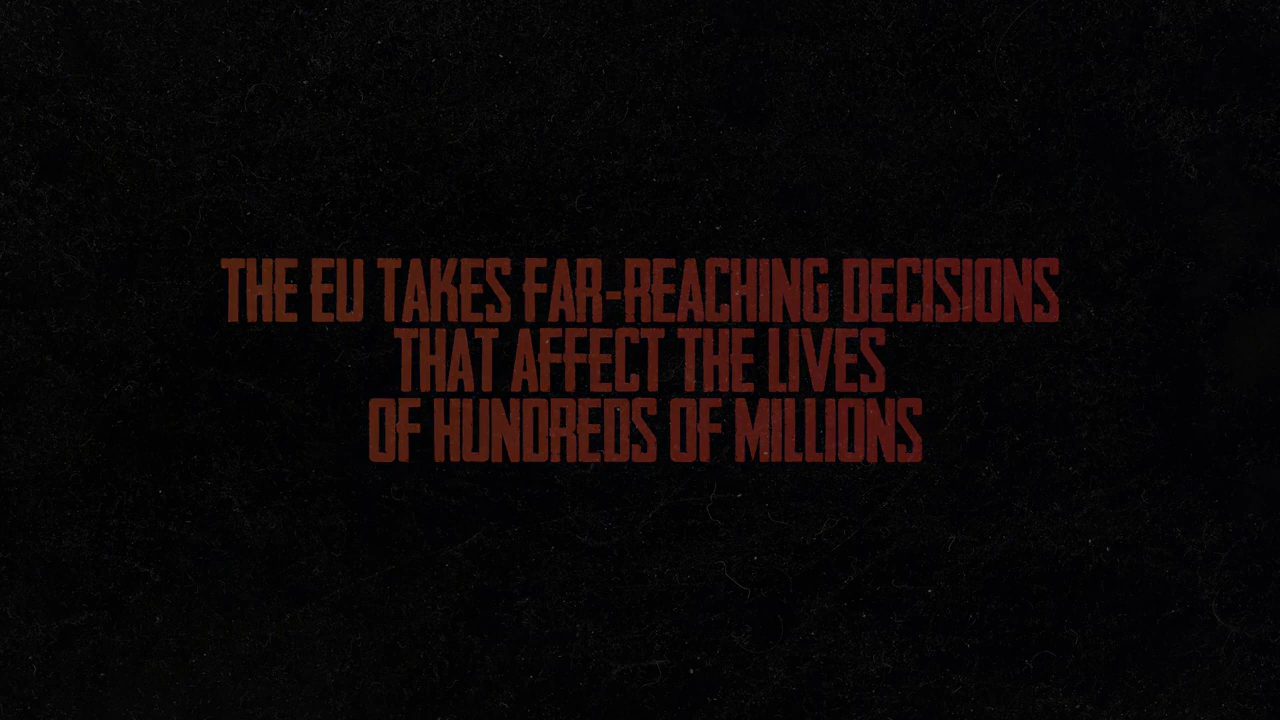 THE EU TAKES FAR-REACHING DECISIONS
THAT AFFECT THE LIVES
OF HUNDREDS OF MILLIONS